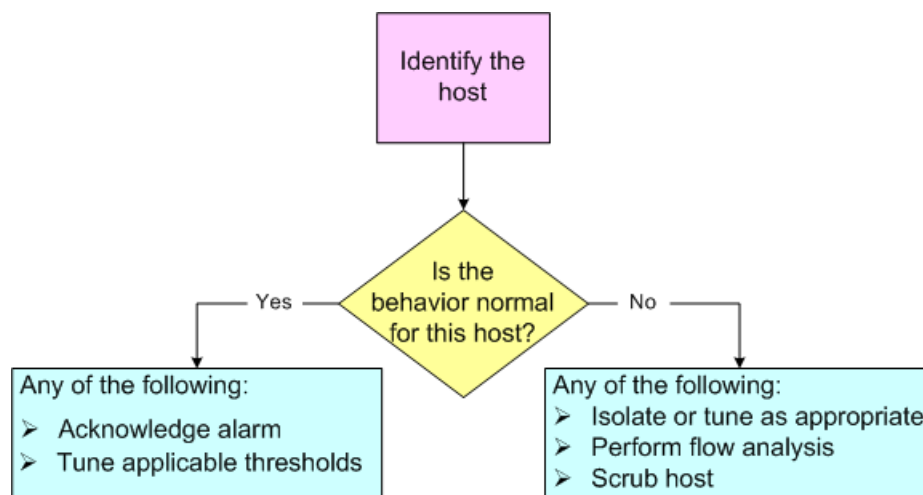 Identify the
host
Is the
behavior normal
for this host?
Yes
No
Any of the following:
➢ Acknowledge alarm
➢ Tune applicable thresholds
Any of the following:
➢ Isolate or tune as appropriate
➢ Perform flow analysis
➢ Scrub host